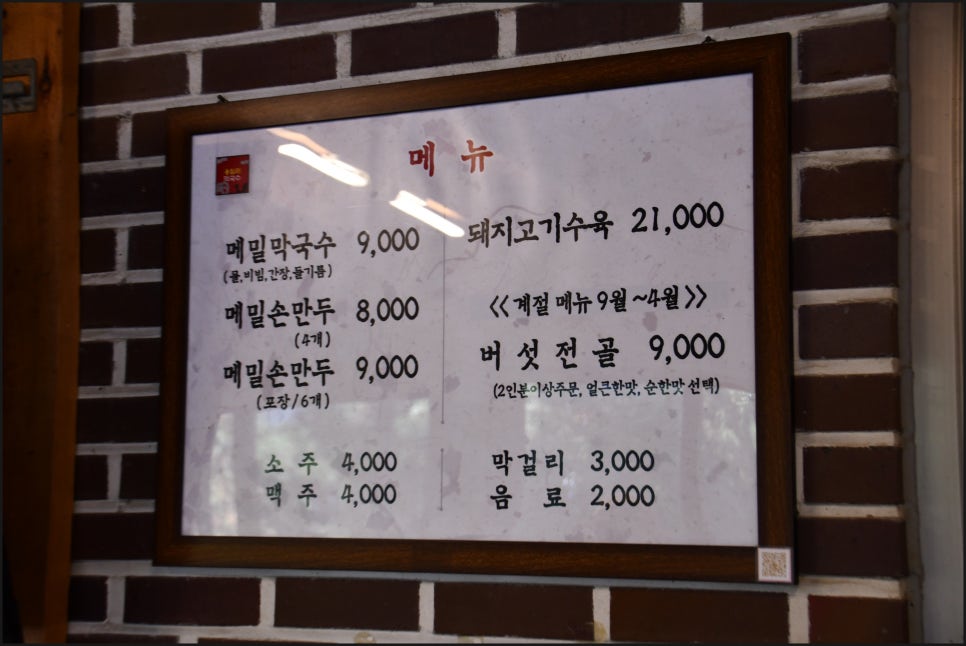 메 뉴
메밀막국수 9,000
(물,비빔,간장,들기름)
메밀손만두 8,000
(4개)
메밀손만두 9,000
(포장/6개)
소 주 4,000
맥 주 4,000
돼지고기수육 21,000
<< 계절 메뉴 9월 ~4월 >>
버 섯 전 골 9,000
(2인분이상주문, 얼큰한맛, 순한맛 선택)
막걸리 3,000
음 료 2,000
막국수